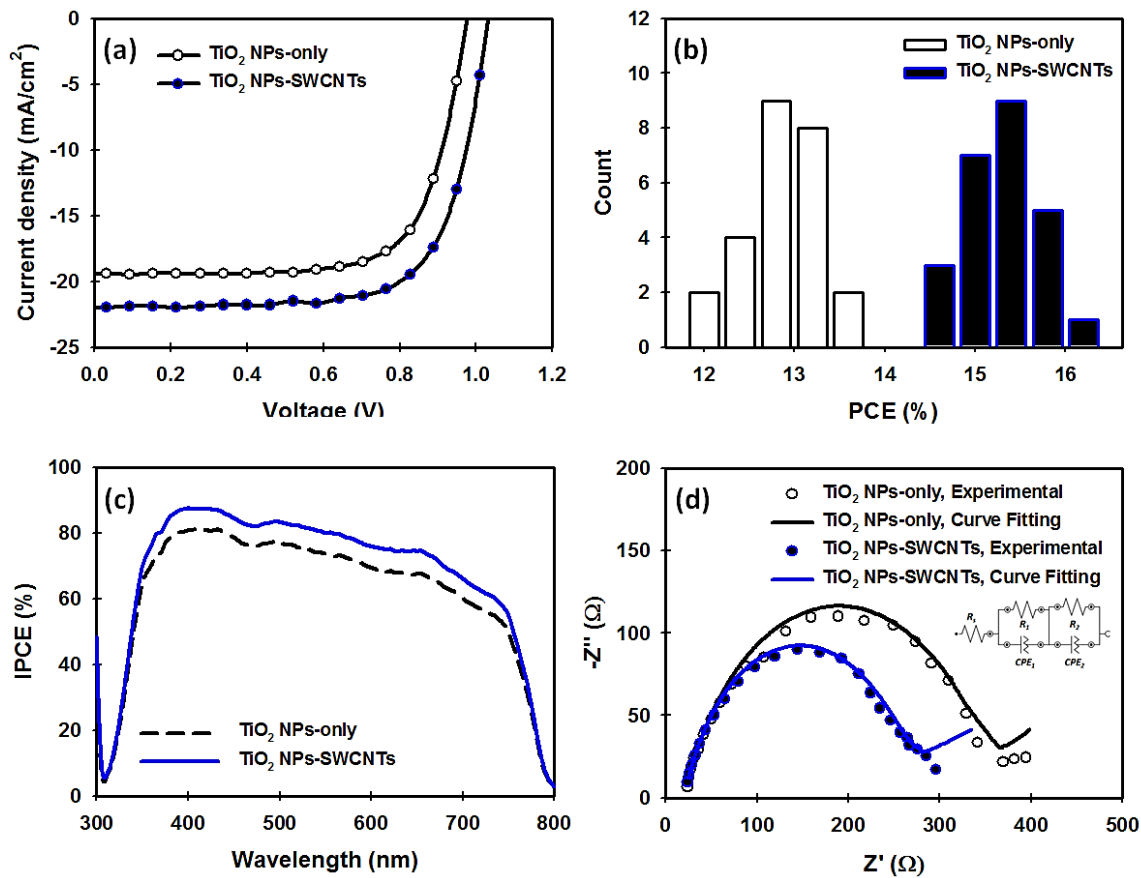 (a)
TiO2 NPs-only
TiO2 NPs-SWCNTs
Current density (mA/cm2)
0
-5
-10
-15
-20
-25
0.0 0.2 0.4 0.6 0.8 1.0 1.2
Voltage (V)
(b)
TiO2 NPs-only
TiO2 NPs-SWCNTs
Count
12
10
8
6
4
2
0
12 13 14 15 16
PCE (%)
(c)
IPCE (%)
100
80
60
40
20
0
TiO2 NPs-only
TiO2 NPs-SWCNTs
300 400 500 600 700 800
Wavelength (nm)
(d)
TiO2 NPs-only, Experimental
TiO2 NPs-only, Curve Fitting
TiO2 NPs-SWCNTs, Experimental
TiO2 NPs-SWCNTs, Curve Fitting
-Z'' (Ω)
200
150
100
50
0
Rs R1 R2
CPE1 CPE2
0 100 200 300 400 500
Z' (Ω)